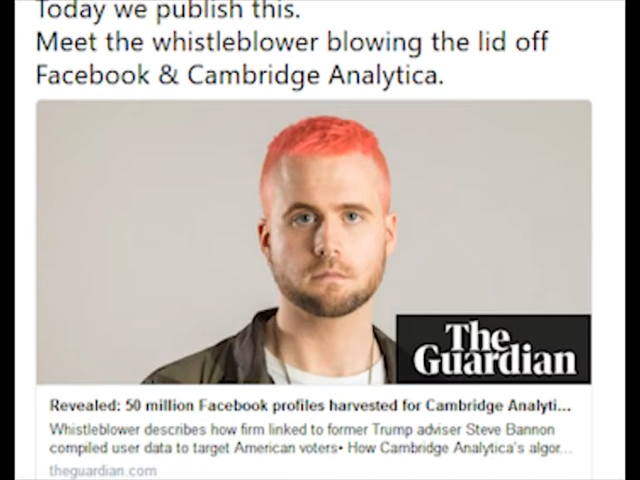 Today we publish this.
Meet the whistleblower blowing the lid off
Facebook & Cambridge Analytica.
The
Guardian
Revealed: 50 million Facebook profiles harvested for Cambridge Analyti...
Whistleblower describes how firm linked to former Trump adviser Steve Bannon
compiled user data to target American voters• How Cambridge Analytica's algor...
theguardian.com